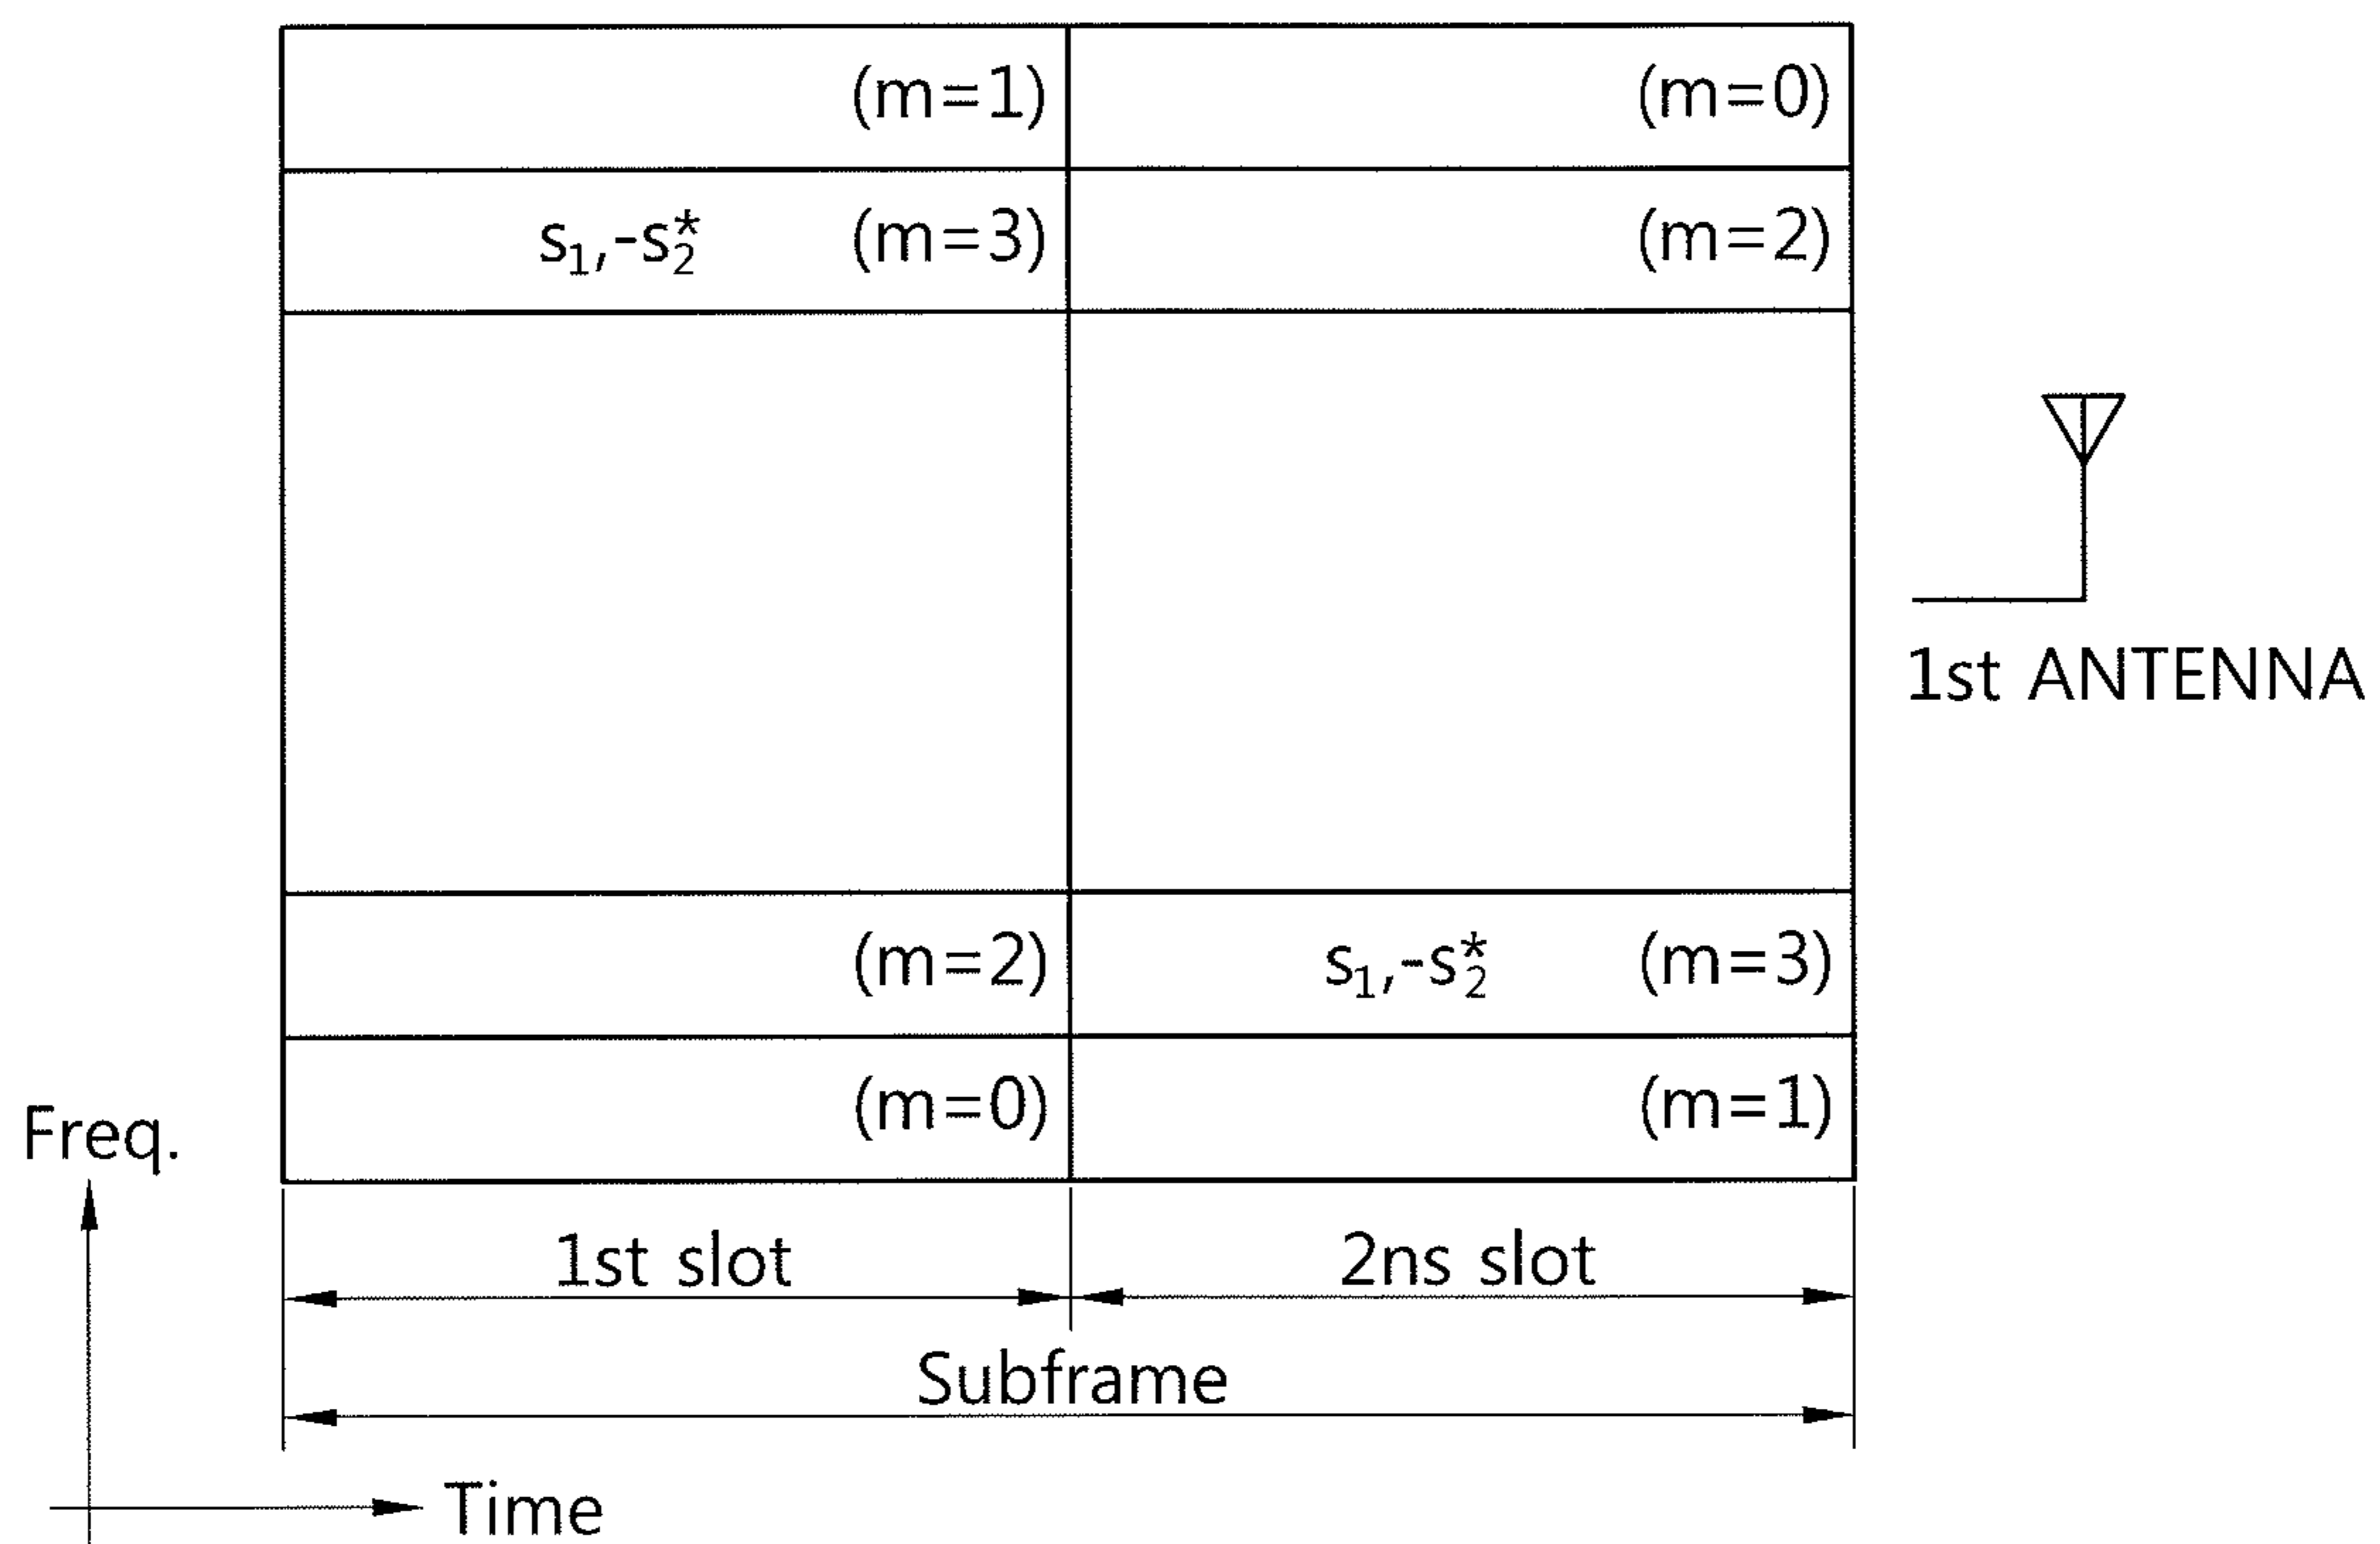 (m=1) (m=0)
s₁,-s₂* (m=3) (m=2)
1st ANTENNA
(m=2) s₁,-s₂* (m=3)
(m=0) (m=1)
Freq.
1st slot 2ns slot
Subframe
Time